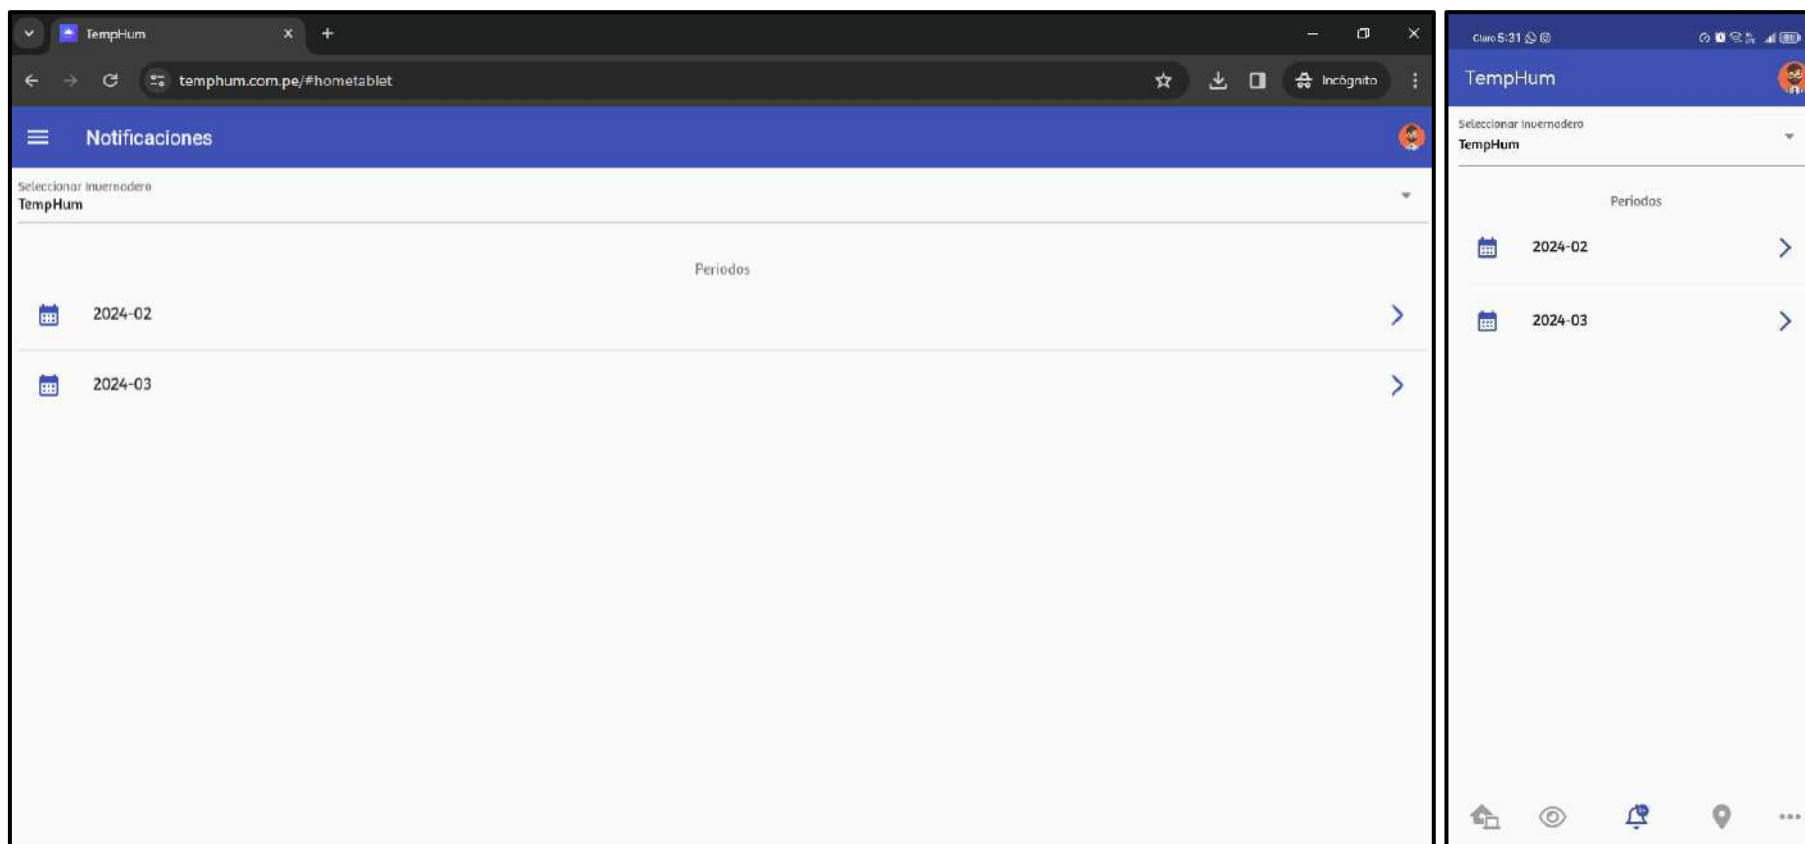 TempHum
temphum.com.pe/#hometablet
Incógnito
Notificaciones
Seleccionar Invernadero
TempHum
Periodos
2024-02
2024-03
Claro 5:31
TempHum
Seleccionar Invernadero
TempHum
Periodos
2024-02
2024-03